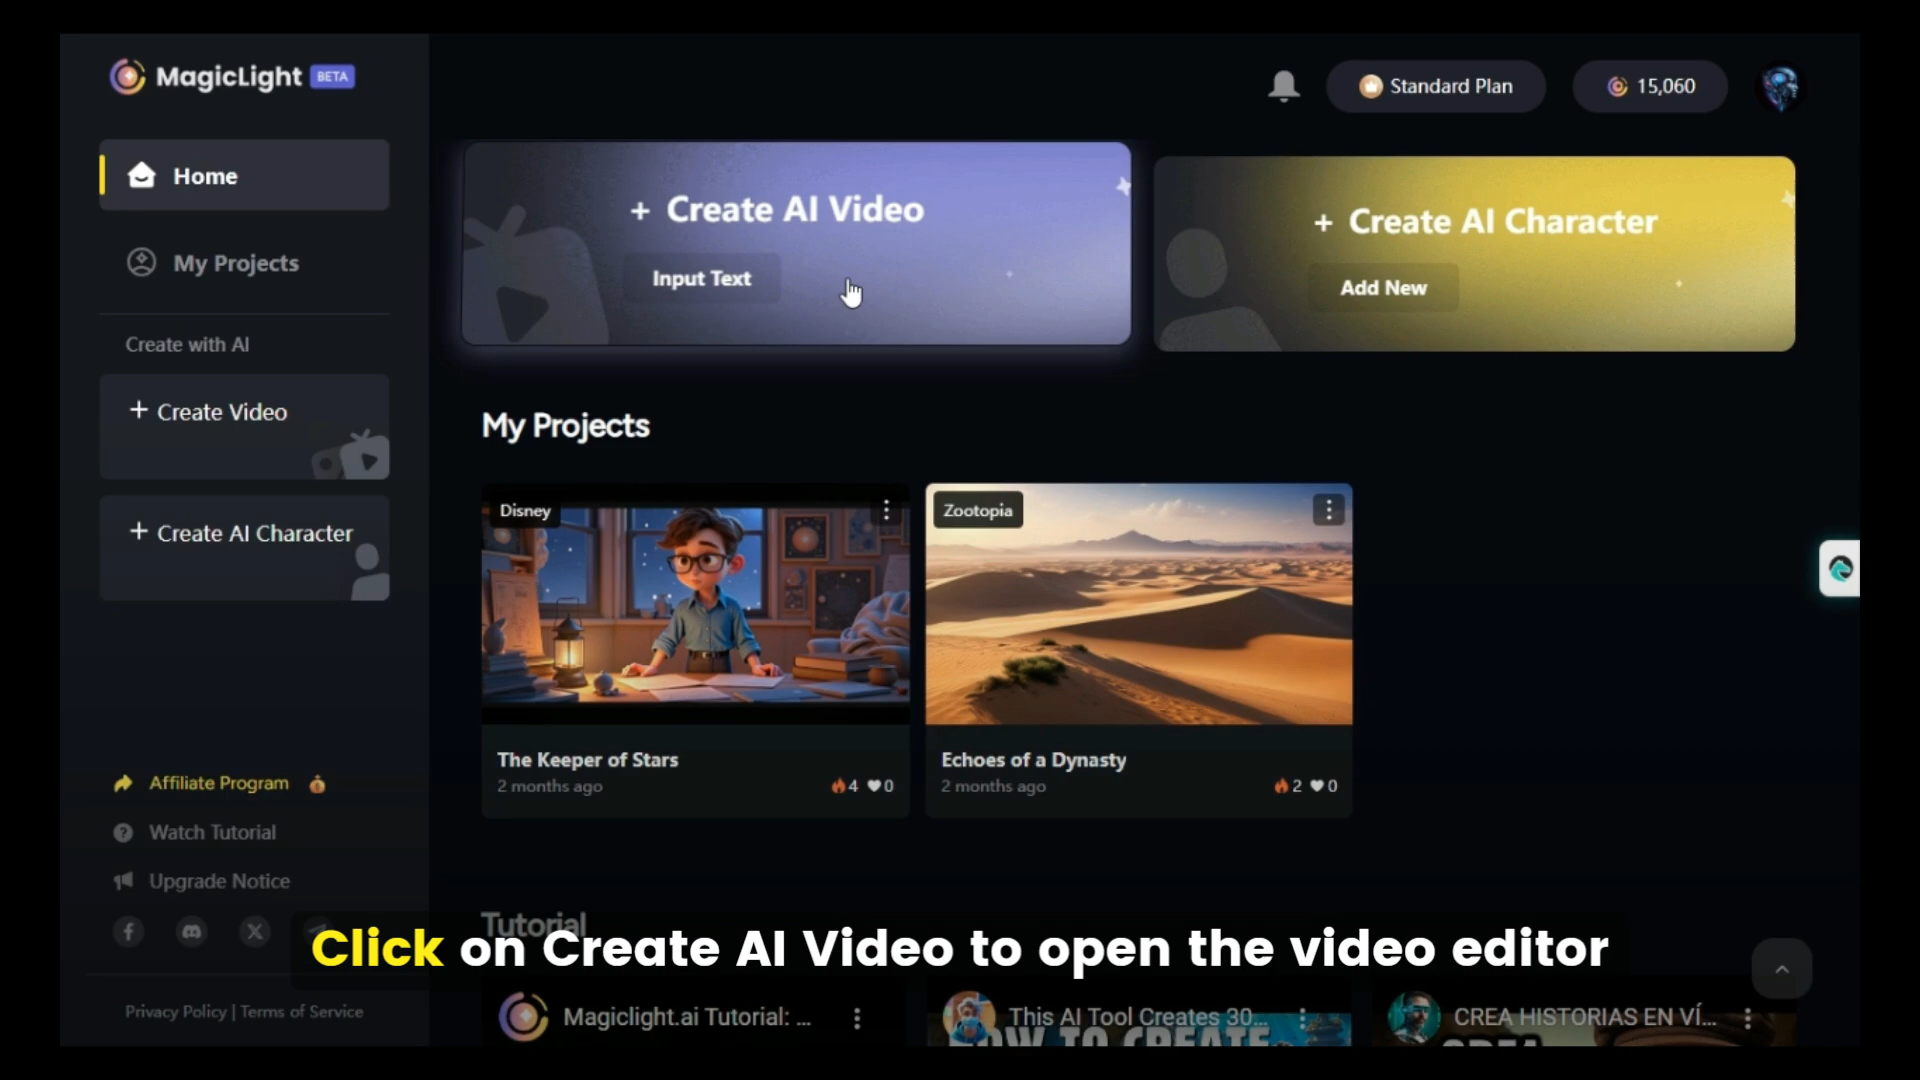 MagicLight BETA
Standard Plan
15,060
Home
My Projects
Create with AI
+ Create Video
+ Create AI Character
Affiliate Program
Watch Tutorial
Upgrade Notice
Privacy Policy | Terms of Service
+ Create AI Video
Input Text
+ Create AI Character
Add New
My Projects
Disney
The Keeper of Stars
2 months ago
4 0
Zootopia
Echoes of a Dynasty
2 months ago
2 0
Tutorial
Click on Create AI Video to open the video editor
Magiclight.ai Tutorial: ...
This AI Tool Creates 30...
HOW TO CREATE
CREA HISTORIAS EN VÍ...
CREA